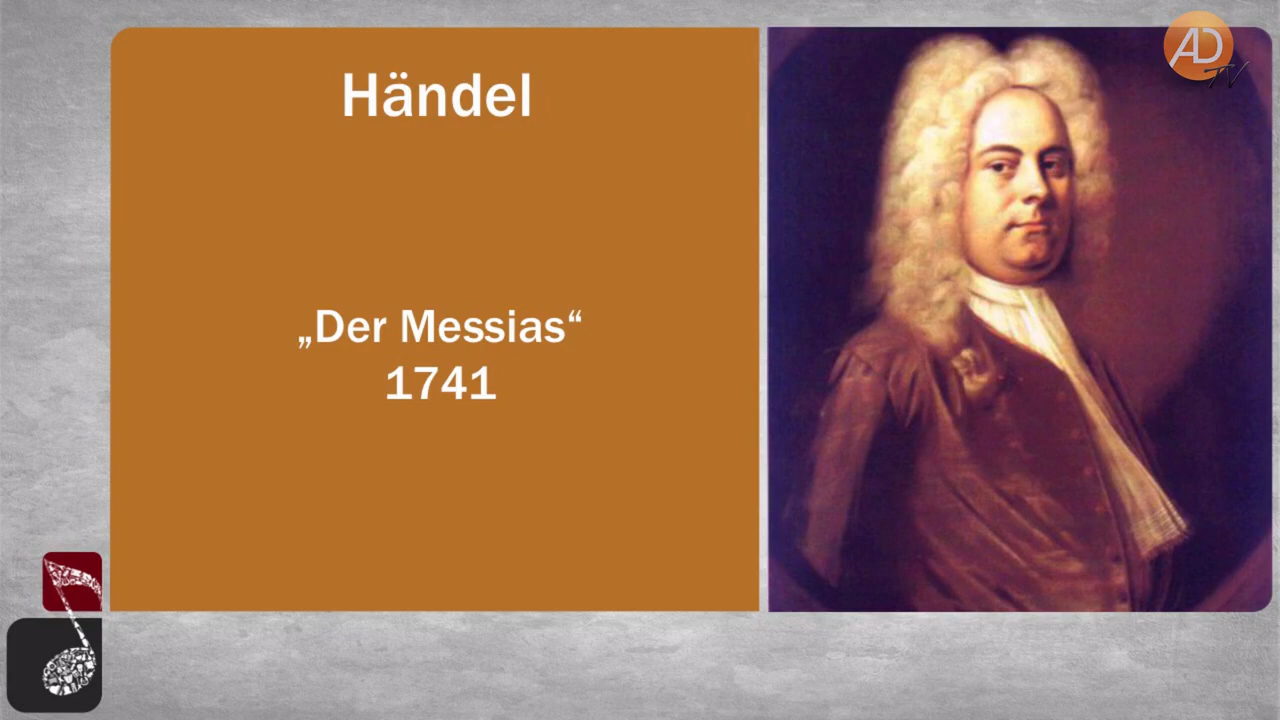 Händel
„Der Messias“
1741
AD
TV